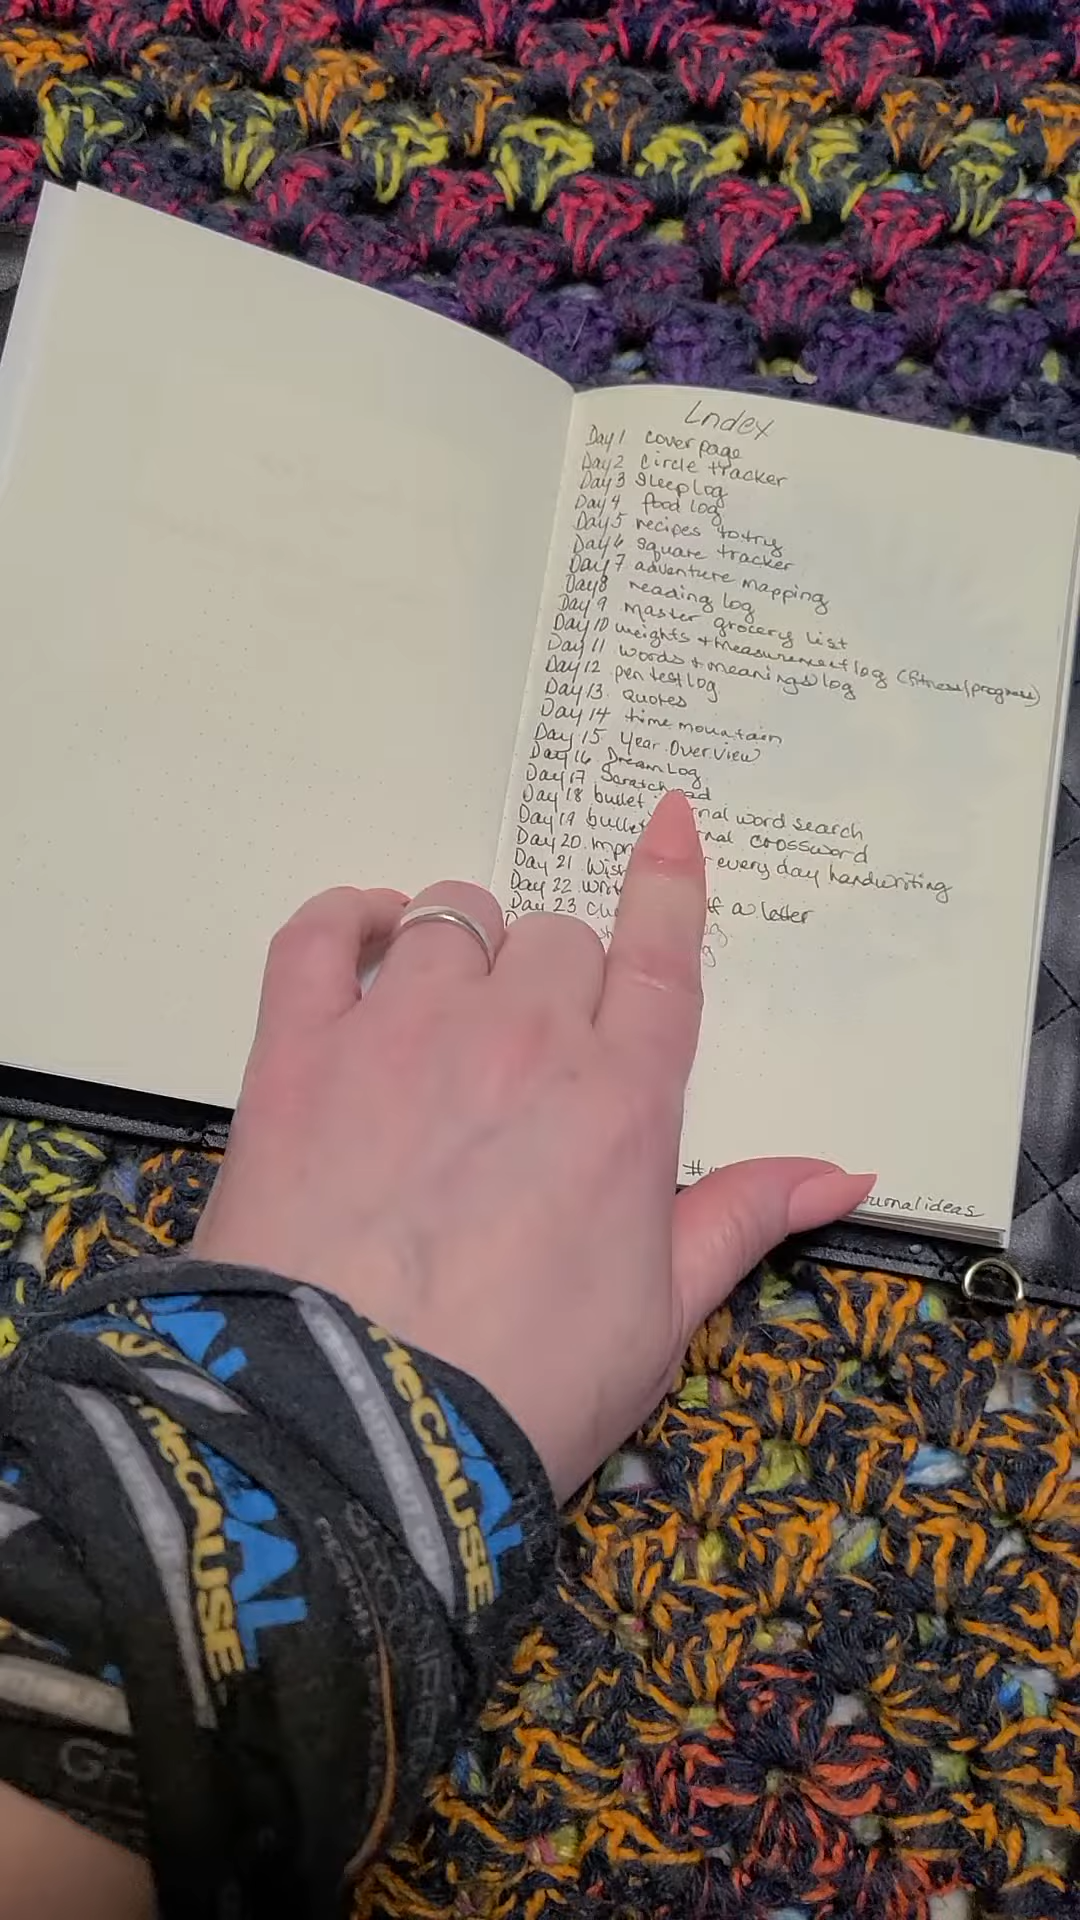 Index
Day 1 cover page
Day 2 circle tracker
Day 3 sleep log
Day 4 food log
Day 5 recipes to try
Day 6 square tracker
Day 7 adventure mapping
Day 8 reading log
Day 9 master grocery list
Day 10 weights + measurement log (fitness/progress)
Day 11 words + meanings log
Day 12 pen test log
Day 13 quotes
Day 14 time mountain
Day 15 Year Overview
Day 16 Dream Log
Day 17 Scratch pad
Day 18 bullet word search
Day 19 crossword
Day 20 every day handwriting
Day 21
Day 22
Day 23 a letter
#
ideas
THE CAUSE
THE CAUSE